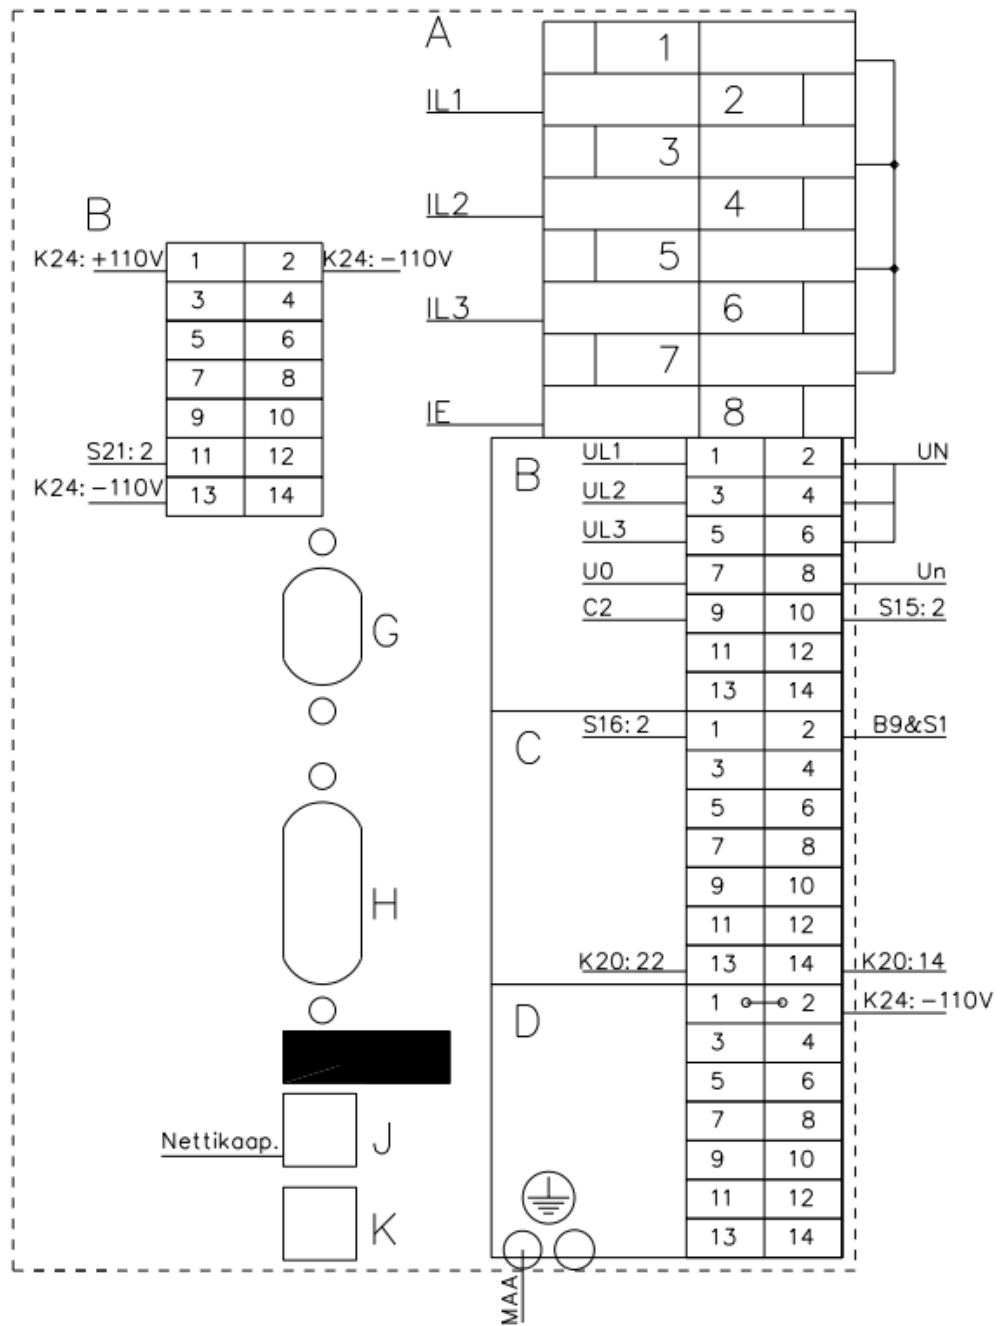 A
1
IL1
2
3
IL2
4
5
IL3
6
7
IE
8
B
K24: +110V 1 2 K24: -110V
3 4
5 6
7 8
9 10
S21: 2 11 12
K24: -110V 13 14
G
H
Nettikaap. J
K
B
UL1 1 2 UN
UL2 3 4
UL3 5 6
U0 7 8 Un
C2 9 10 S15: 2
11 12
13 14
C
S16: 2 1 2 B9&S1
3 4
5 6
7 8
9 10
11 12
K20: 22 13 14 K20: 14
D
1 2 K24: -110V
3 4
5 6
7 8
9 10
11 12
13 14
MAA